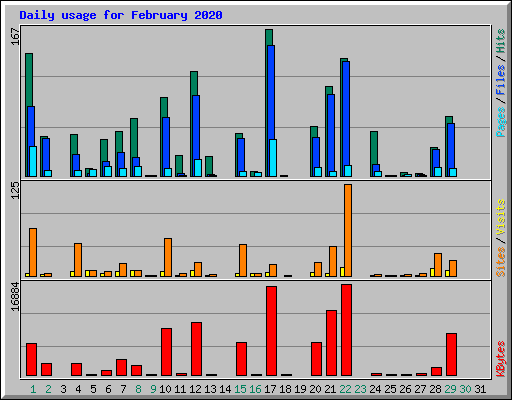 Daily usage for February 2020
167
Pages / Files / Hits
125
Sites / Visits
16884
KBytes
1 2 3 4 5 6 7 8 9 10 11 12 13 14 15 16 17 18 19 20 21 22 23 24 25 26 27 28 29 30 31